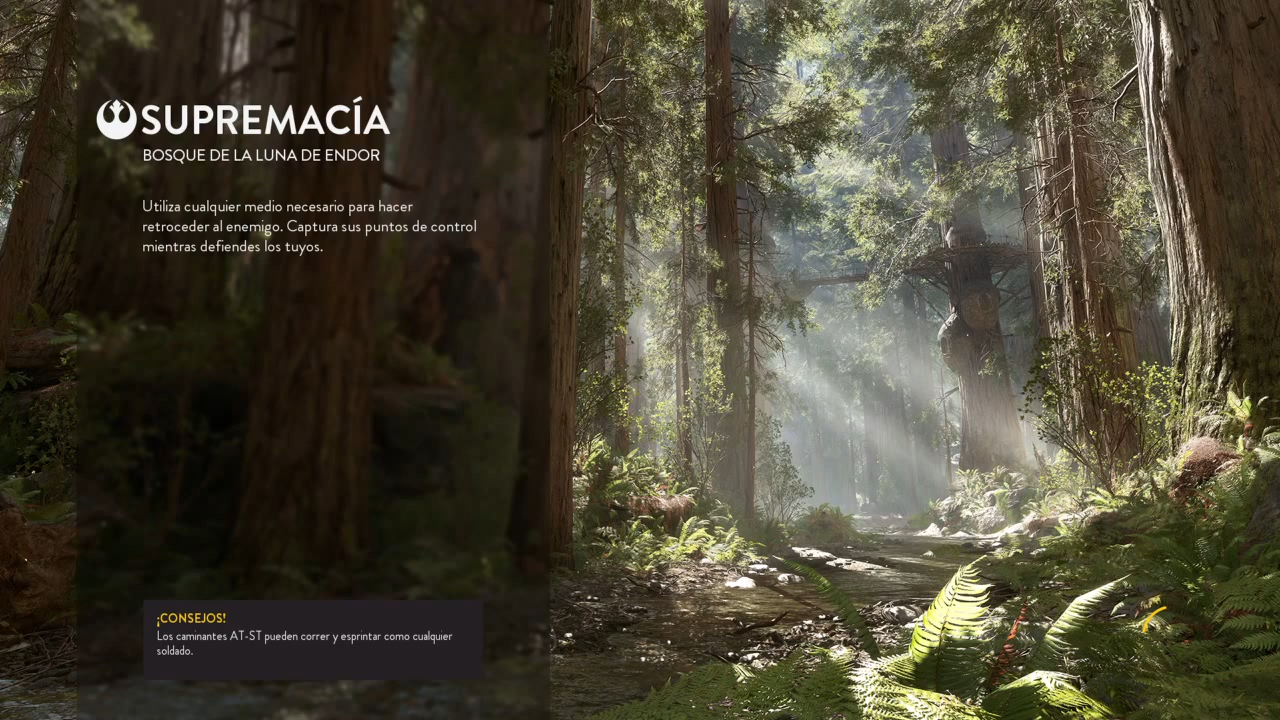 SUPREMACÍA
BOSQUE DE LA LUNA DE ENDOR
Utiliza cualquier medio necesario para hacer
retroceder al enemigo. Captura sus puntos de control
mientras defiendes los tuyos.
¡CONSEJOS!
Los caminantes AT-ST pueden correr y esprintar como cualquier
soldado.